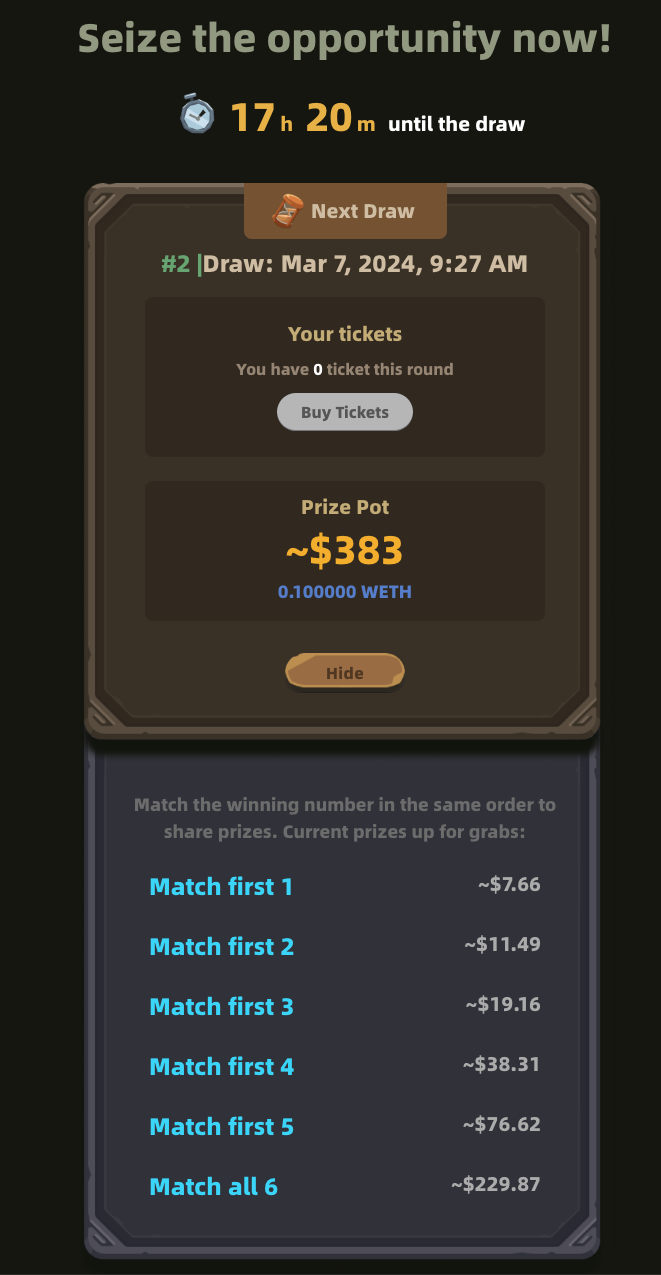 Seize the opportunity now!
17 h 20 m until the draw
Next Draw
#2 |Draw: Mar 7, 2024, 9:27 AM
Your tickets
You have 0 ticket this round
Buy Tickets
Prize Pot
~$383
0.100000 WETH
Hide
Match the winning number in the same order to
share prizes. Current prizes up for grabs:
Match first 1 ~$7.66
Match first 2 ~$11.49
Match first 3 ~$19.16
Match first 4 ~$38.31
Match first 5 ~$76.62
Match all 6 ~$229.87